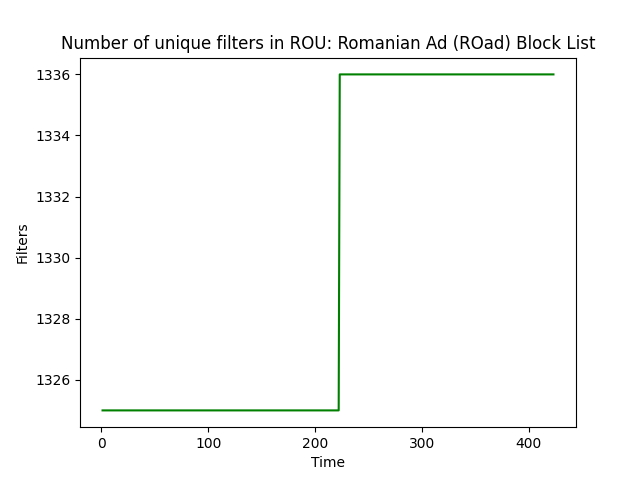 Number of unique filters in ROU: Romanian Ad (ROad) Block List
1336
1334
1332
1330
1328
1326
Filters
0 100 200 300 400
Time